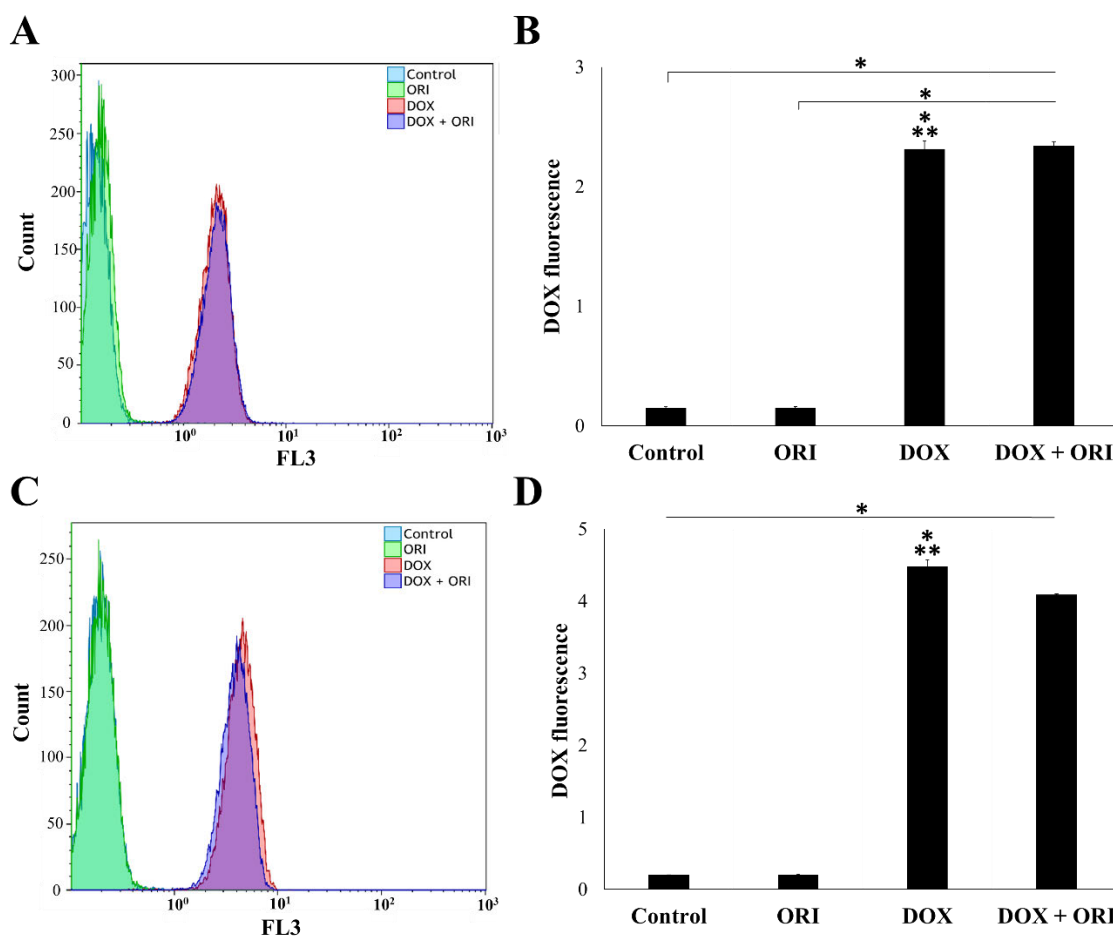 A
Count
300
250
200
150
100
50
0
Control
ORI
DOX
DOX + ORI
10⁰
10¹
10²
10³
FL3
B
DOX fluorescence
3
2
1
0
*
*
*
**
Control
ORI
DOX
DOX + ORI
C
Count
250
200
150
100
50
0
Control
ORI
DOX
DOX + ORI
10⁰
10¹
10²
10³
FL3
D
DOX fluorescence
5
4
3
2
1
0
*
*
**
Control
ORI
DOX
DOX + ORI